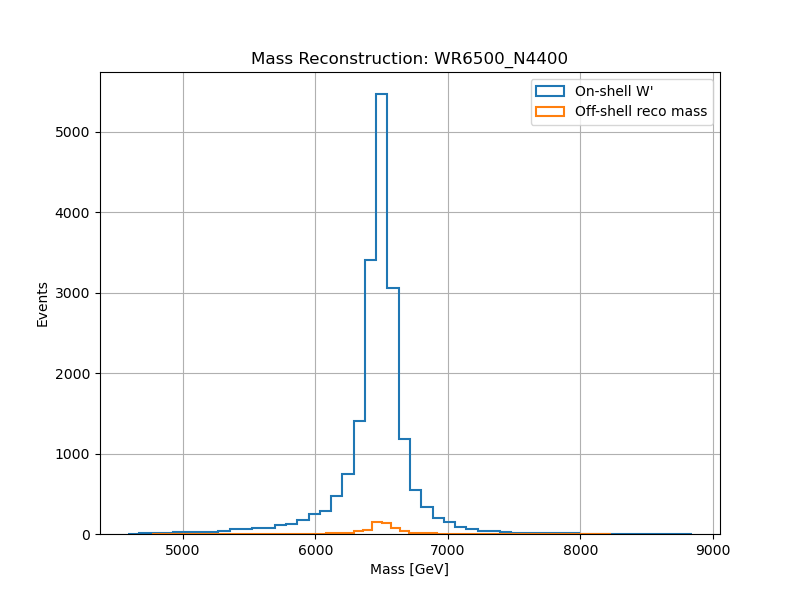 Mass Reconstruction: WR6500_N4400
On-shell W'
Off-shell reco mass
5000
4000
3000
2000
1000
0
Events
5000 6000 7000 8000 9000
Mass [GeV]